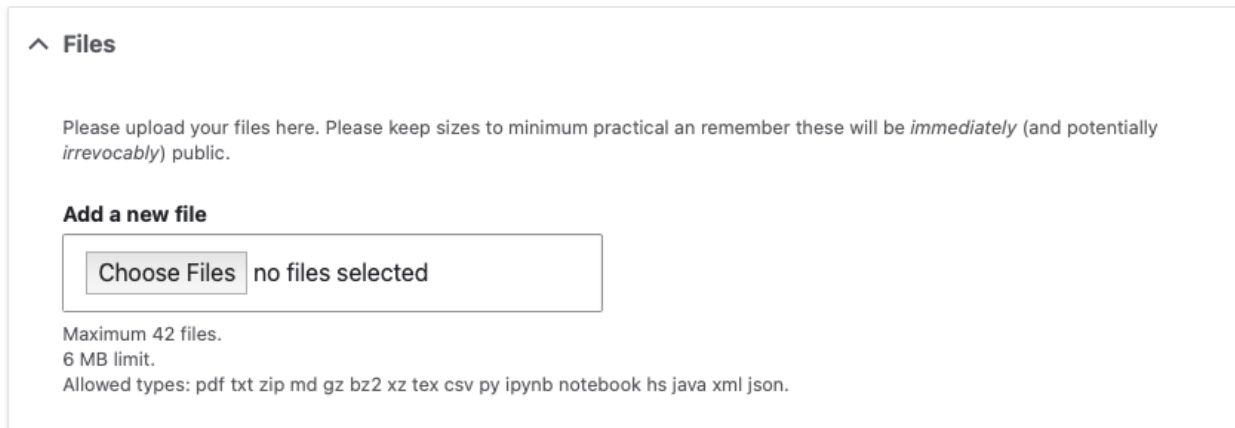 Files
Please upload your files here. Please keep sizes to minimum practical an remember these will be immediately (and potentially
irrevocably) public.
Add a new file
Choose Files no files selected
Maximum 42 files.
6 MB limit.
Allowed types: pdf txt zip md gz bz2 xz tex csv py ipynb notebook hs java xml json.